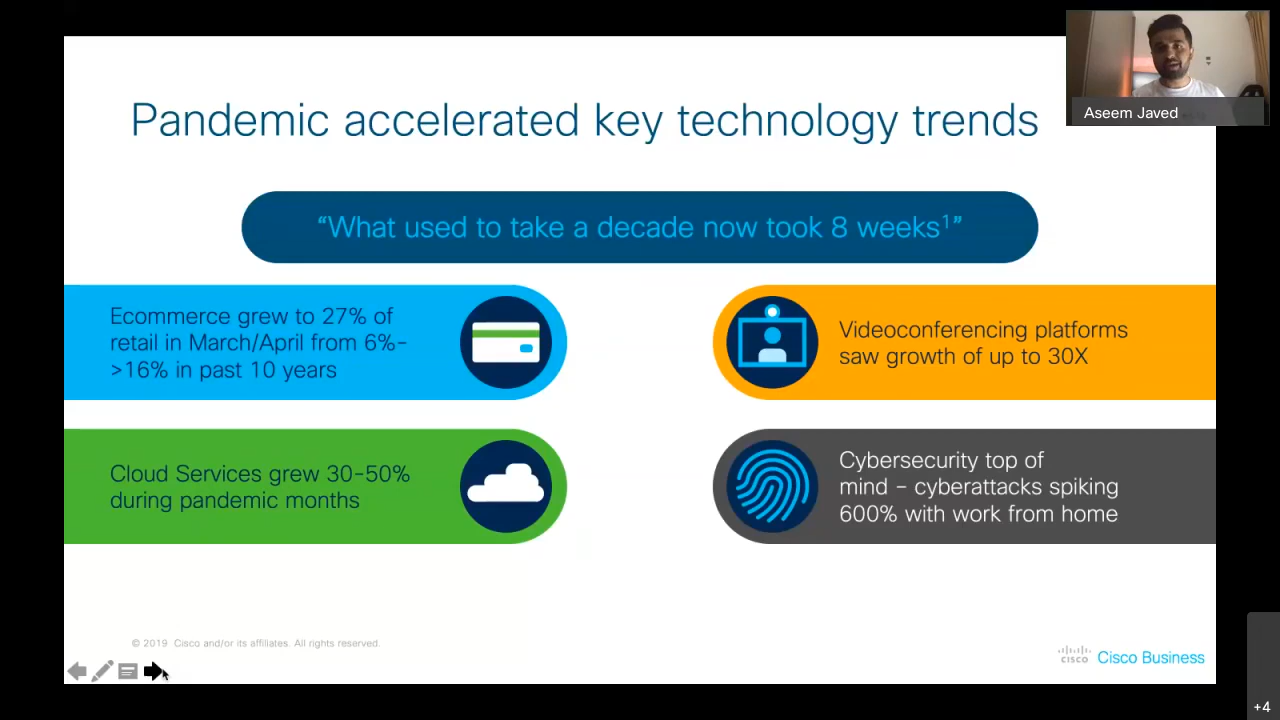 Pandemic accelerated key technology trends
Aseem Javed
“What used to take a decade now took 8 weeks¹”
Ecommerce grew to 27% of
retail in March/April from 6%-
>16% in past 10 years
Videoconferencing platforms
saw growth of up to 30X
Cloud Services grew 30-50%
during pandemic months
Cybersecurity top of
mind – cyberattacks spiking
600% with work from home
© 2019 Cisco and/or its affiliates. All rights reserved.
cisco Cisco Business
+4